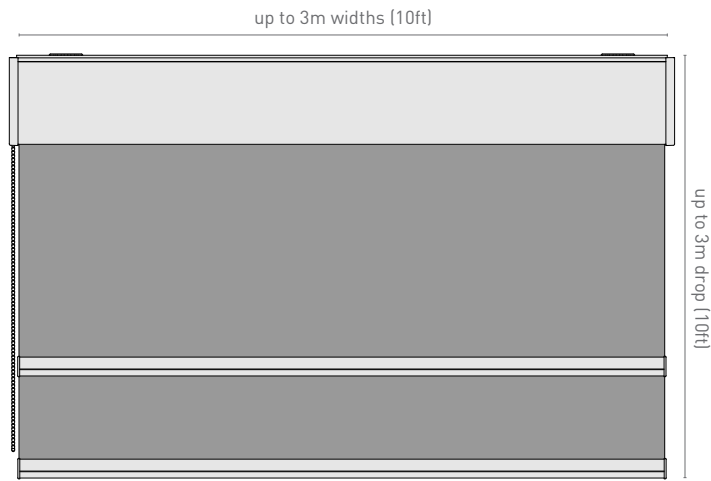 up to 3m widths (10ft)
up to 3m drop (10ft)